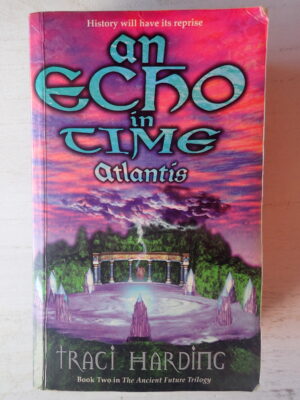 History will have its reprise
an
ECHO
in
TIME
Atlantis
TRACI HARDING
Book Two in The Ancient Future Trilogy